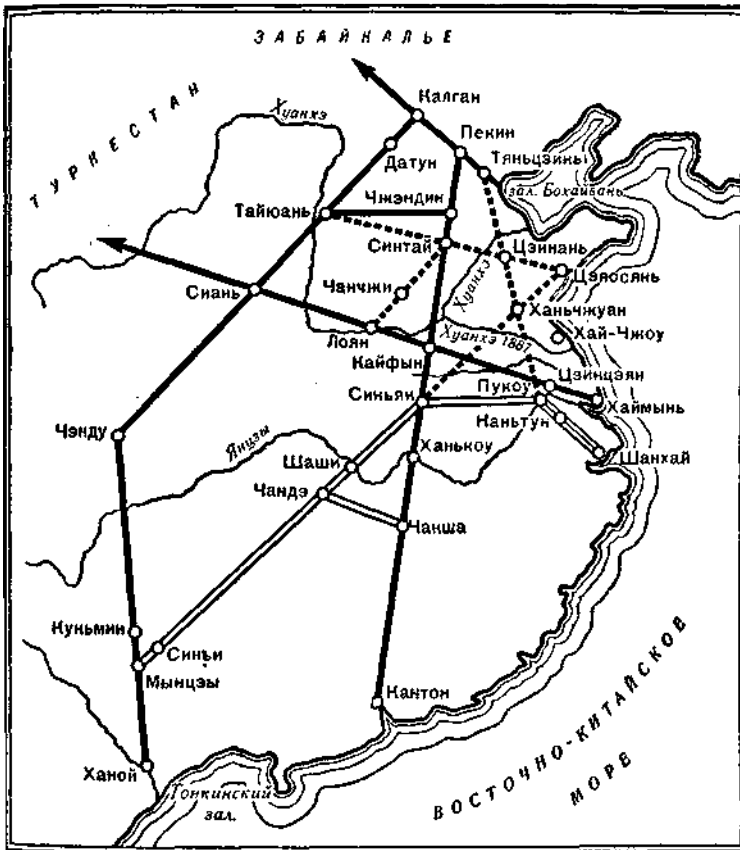 ЗАБАЙКАЛЬЕ
ТУРКЕСТАН
Хуанхэ
Калган
Пекин
Датун
Тяньцзинь
зал. Бохайвань
Чжэндин
Тайюань
Синтай
Цзинань
Цзяосянь
Чанчжи
Хуанхэ
Сиань
Ханьчжуан
Хай-Чжоу
Лоян
Хуанхэ 1887
Кайфын
Цзинцзян
Синьян
Пукоу
Хаймынь
Каньтун
Чэнду
Янцзы
Ханькоу
Шаши
Шанхай
Чандэ
Чанша
Куньмин
Синьи
Мынцзы
Кантон
Ханой
Тонкинский
зал.
ВОСТОЧНО-КИТАЙСКОЕ
МОРЕ